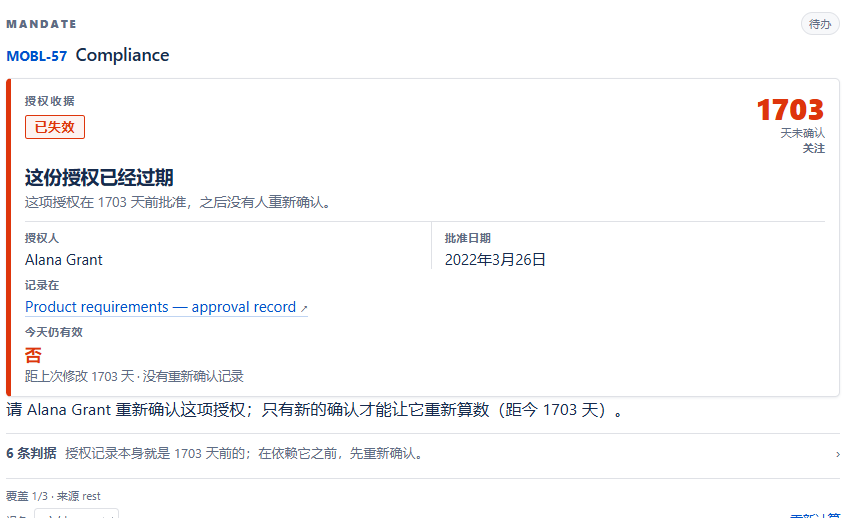 MANDATE
待办
MOBL-57 Compliance
授权收据
已失效
1703
天未确认
关注
这份授权已经过期
这项授权在 1703 天前批准，之后没有人重新确认。
授权人
Alana Grant
批准日期
2022年3月26日
记录在
Product requirements — approval record ↗
今天仍有效
否
距上次修改 1703 天 · 没有重新确认记录
请 Alana Grant 重新确认这项授权；只有新的确认才能让它重新算数（距今 1703 天）。
6 条判据 授权记录本身就是 1703 天前的；在依赖它之前，先重新确认。 ›
覆盖 1/3 · 来源 rest
重新计算